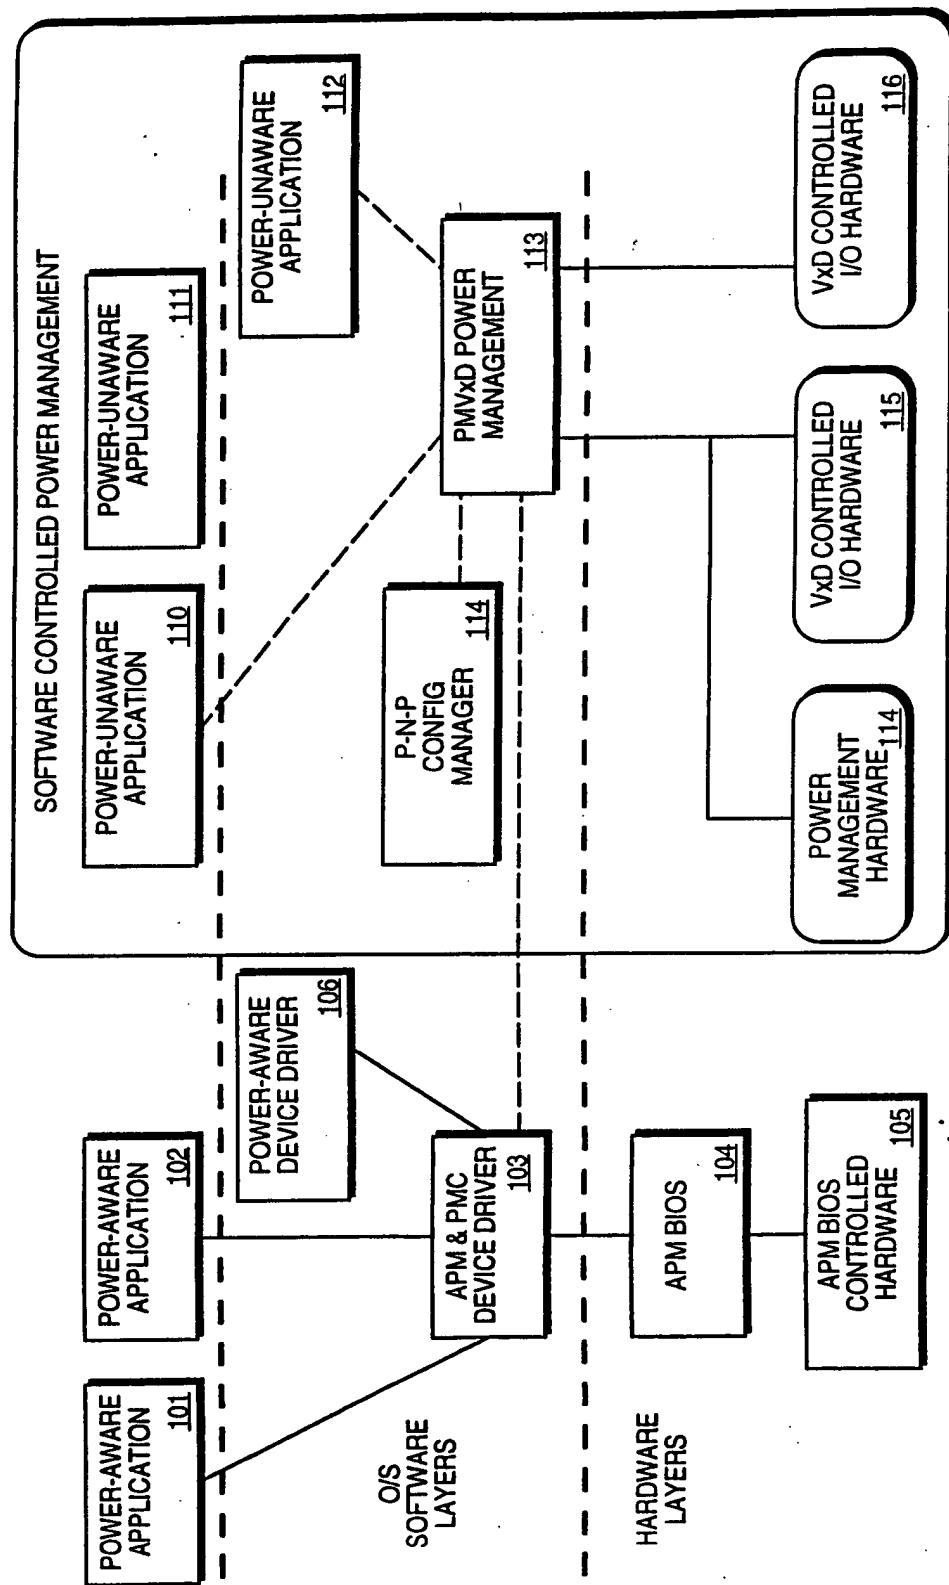 SOFTWARE CONTROLLED POWER MANAGEMENT
POWER-AWARE
APPLICATION
101
POWER-AWARE
APPLICATION
102
POWER-UNAWARE
APPLICATION
110
POWER-UNAWARE
APPLICATION
111
POWER-AWARE
DEVICE DRIVER
106
POWER-UNAWARE
APPLICATION
112
O/S
SOFTWARE
LAYERS
APM & PMC
DEVICE DRIVER
103
P-N-P
CONFIG
MANAGER
114
PMVxD POWER
MANAGEMENT
113
HARDWARE
LAYERS
APM BIOS
104
APM BIOS
CONTROLLED
HARDWARE
105
POWER
MANAGEMENT
HARDWARE
114
VxD CONTROLLED
I/O HARDWARE
115
VxD CONTROLLED
I/O HARDWARE
116